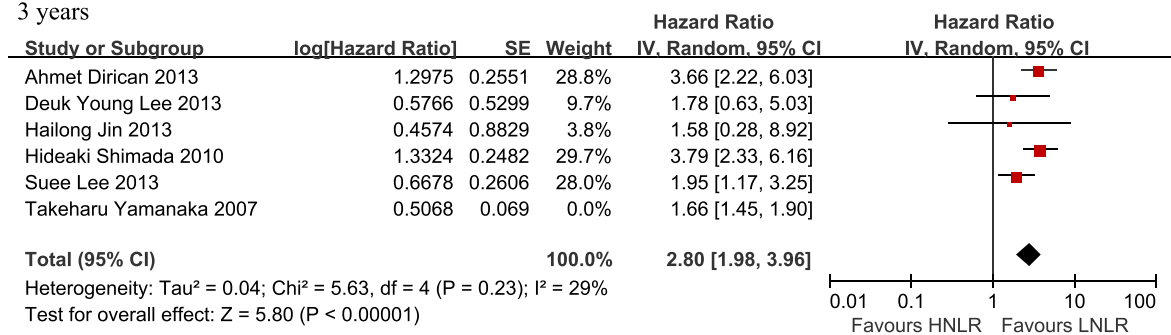 3 years
Hazard Ratio Hazard Ratio
Study or Subgroup log[Hazard Ratio] SE Weight IV, Random, 95% CI IV, Random, 95% CI
Ahmet Dirican 2013 1.2975 0.2551 28.8% 3.66 [2.22, 6.03]
Deuk Young Lee 2013 0.5766 0.5299 9.7% 1.78 [0.63, 5.03]
Hailong Jin 2013 0.4574 0.8829 3.8% 1.58 [0.28, 8.92]
Hideaki Shimada 2010 1.3324 0.2482 29.7% 3.79 [2.33, 6.16]
Suee Lee 2013 0.6678 0.2606 28.0% 1.95 [1.17, 3.25]
Takeharu Yamanaka 2007 0.5068 0.069 0.0% 1.66 [1.45, 1.90]
Total (95% CI) 100.0% 2.80 [1.98, 3.96]
Heterogeneity: Tau² = 0.04; Chi² = 5.63, df = 4 (P = 0.23); I² = 29%
Test for overall effect: Z = 5.80 (P < 0.00001)
0.01 0.1 1 10 100
Favours HNLR Favours LNLR